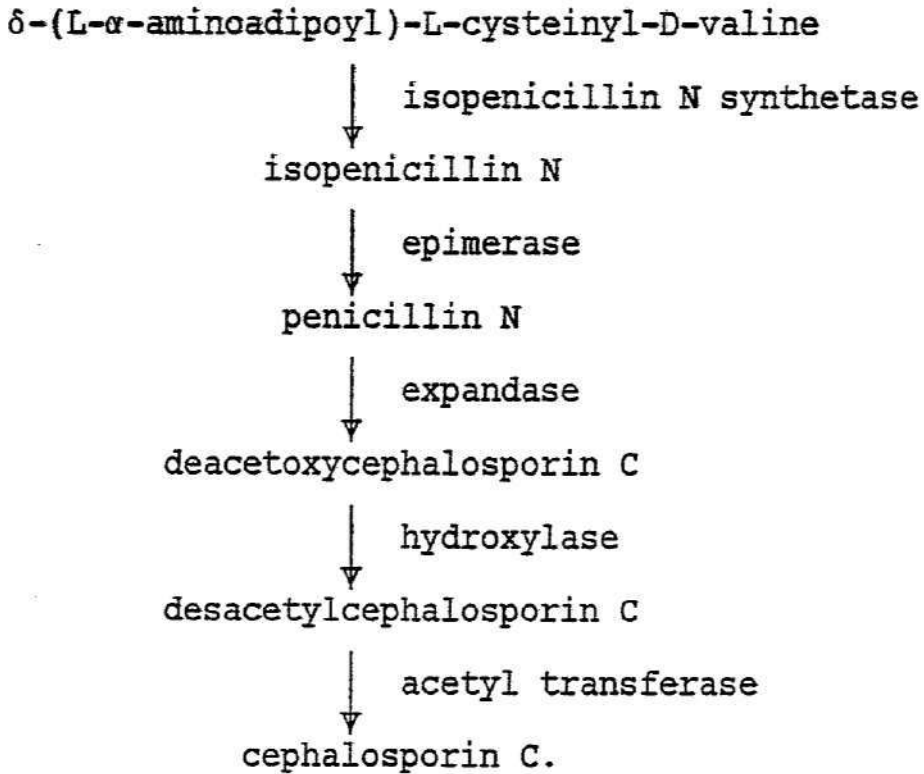 δ-(L-α-aminoadipoyl)-L-cysteinyl-D-valine
isopenicillin N synthetase
isopenicillin N
epimerase
penicillin N
expandase
deacetoxycephalosporin C
hydroxylase
desacetylcephalosporin C
acetyl transferase
cephalosporin C.